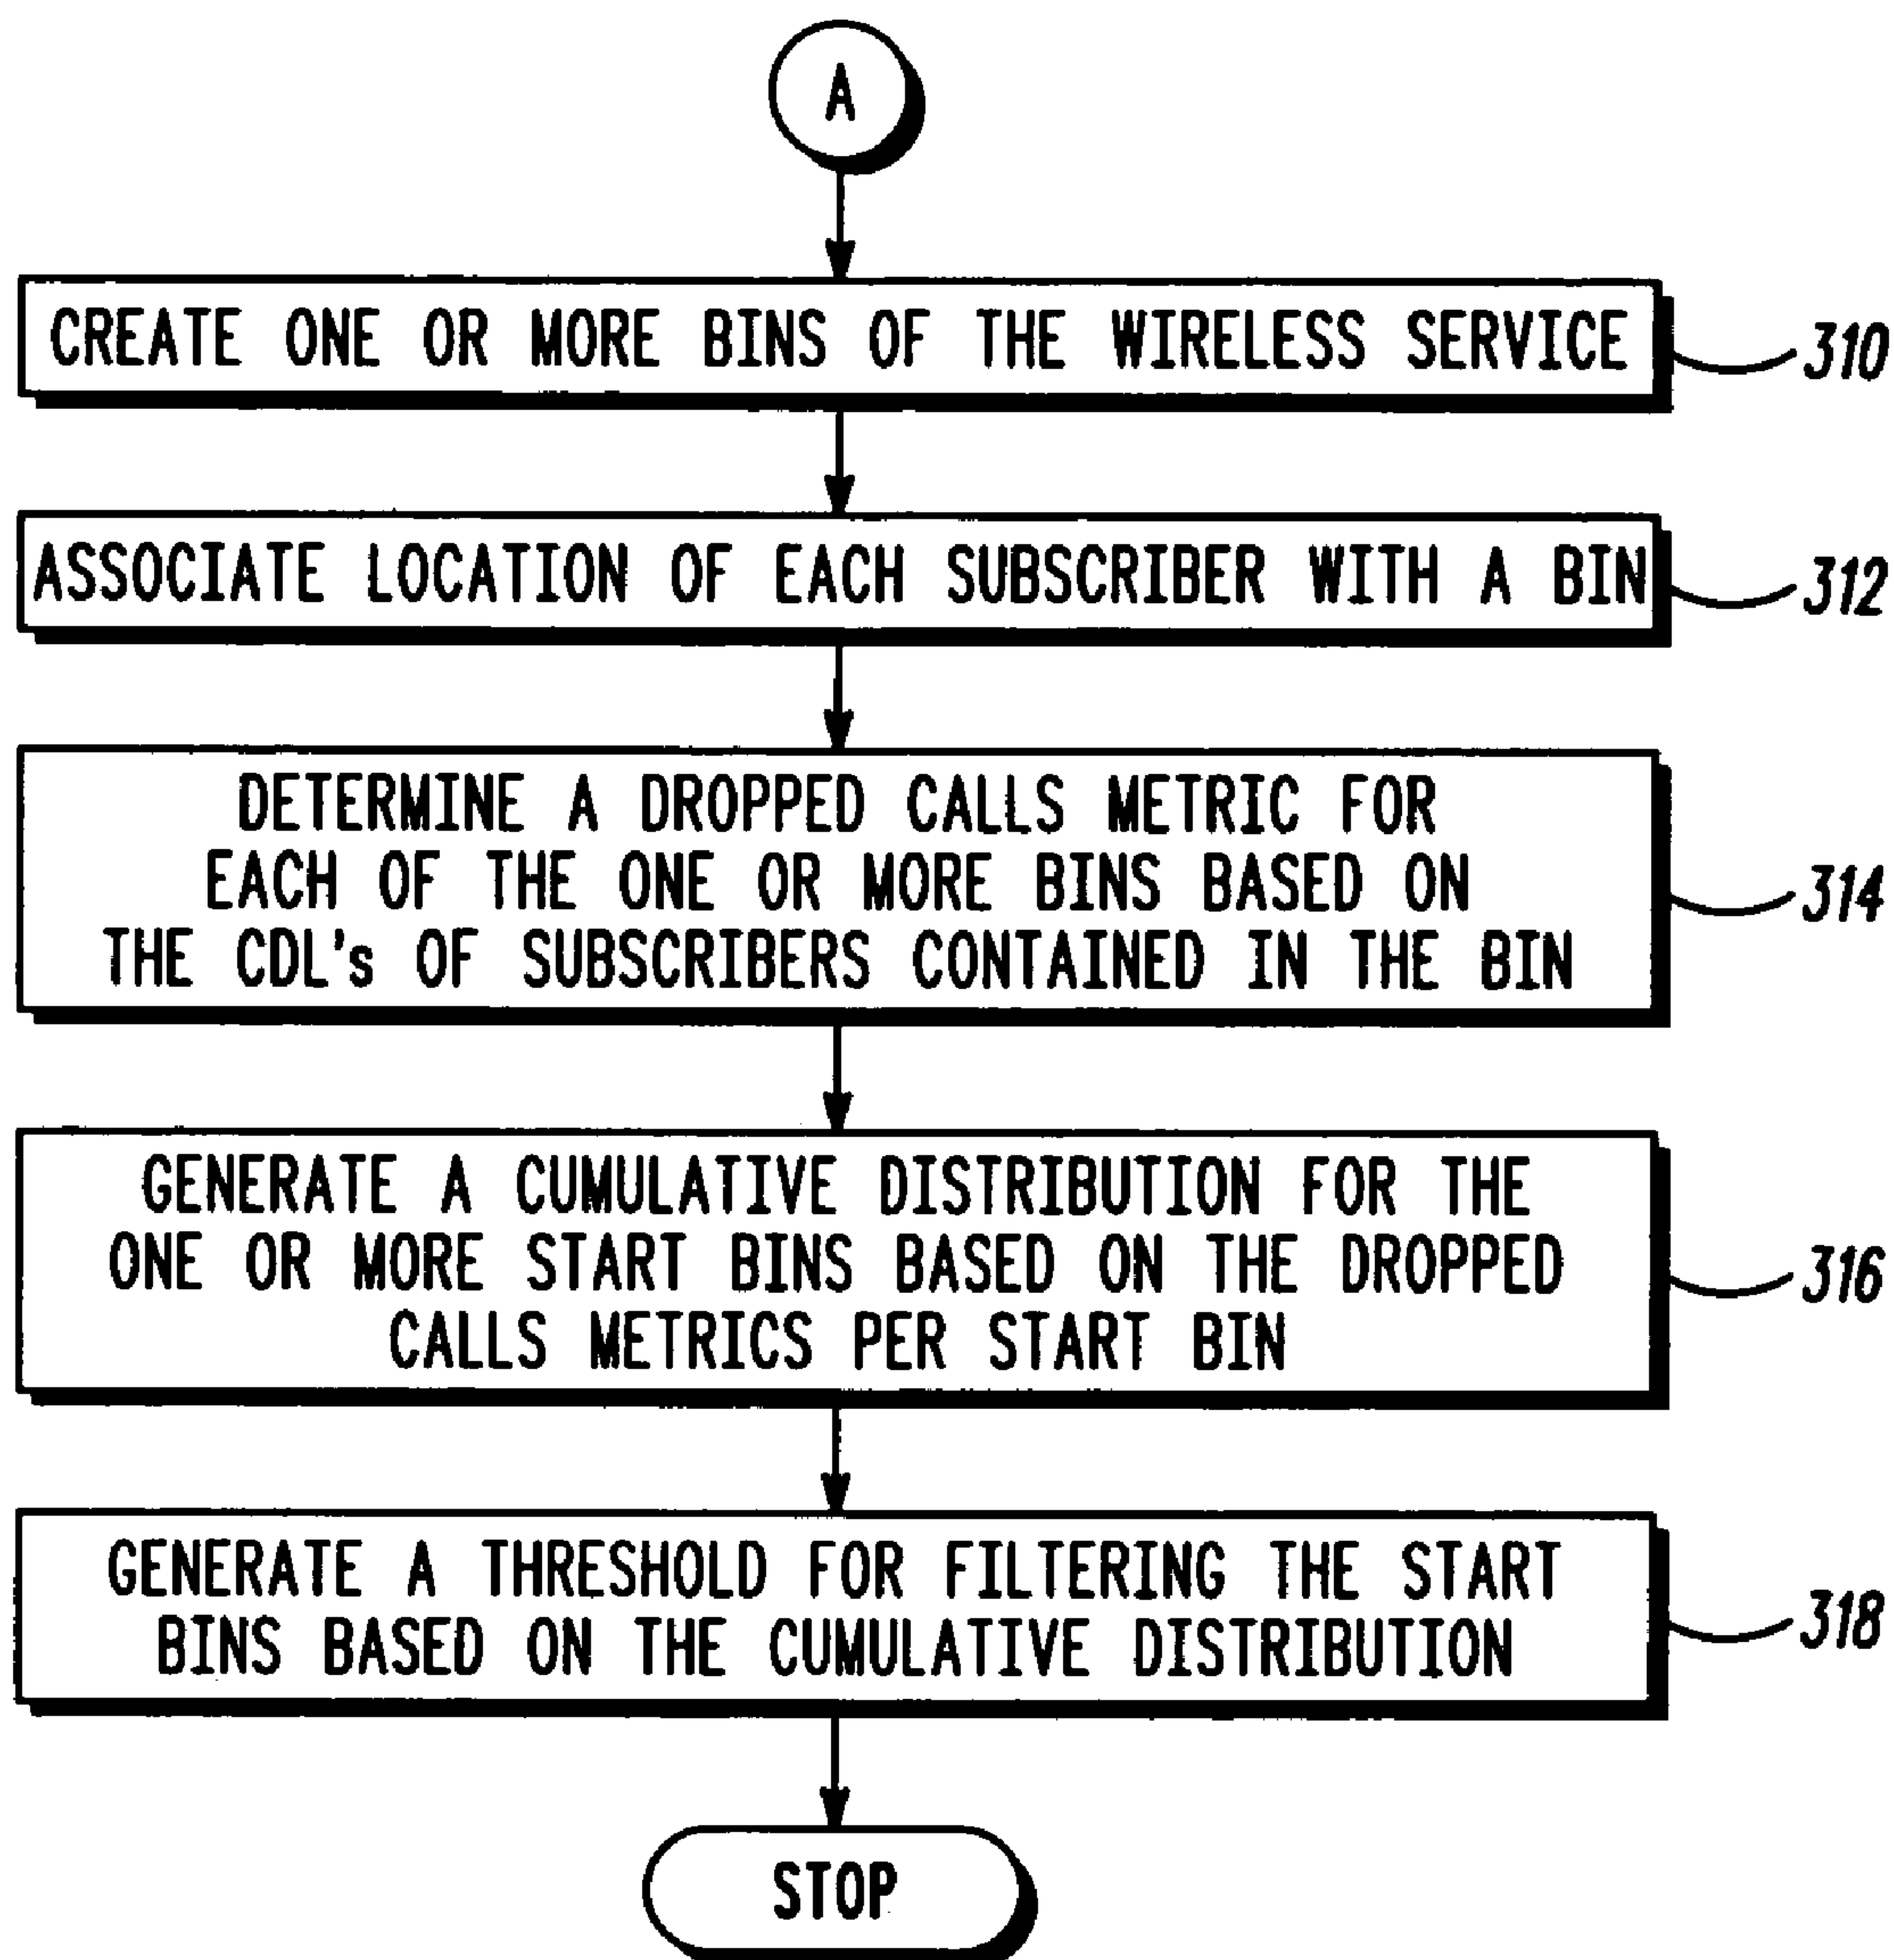 A
CREATE ONE OR MORE BINS OF THE WIRELESS SERVICE
310
ASSOCIATE LOCATION OF EACH SUBSCRIBER WITH A BIN
312
DETERMINE A DROPPED CALLS METRIC FOR
EACH OF THE ONE OR MORE BINS BASED ON
THE CDL's OF SUBSCRIBERS CONTAINED IN THE BIN
314
GENERATE A CUMULATIVE DISTRIBUTION FOR THE
ONE OR MORE START BINS BASED ON THE DROPPED
CALLS METRICS PER START BIN
316
GENERATE A THRESHOLD FOR FILTERING THE START
BINS BASED ON THE CUMULATIVE DISTRIBUTION
318
STOP